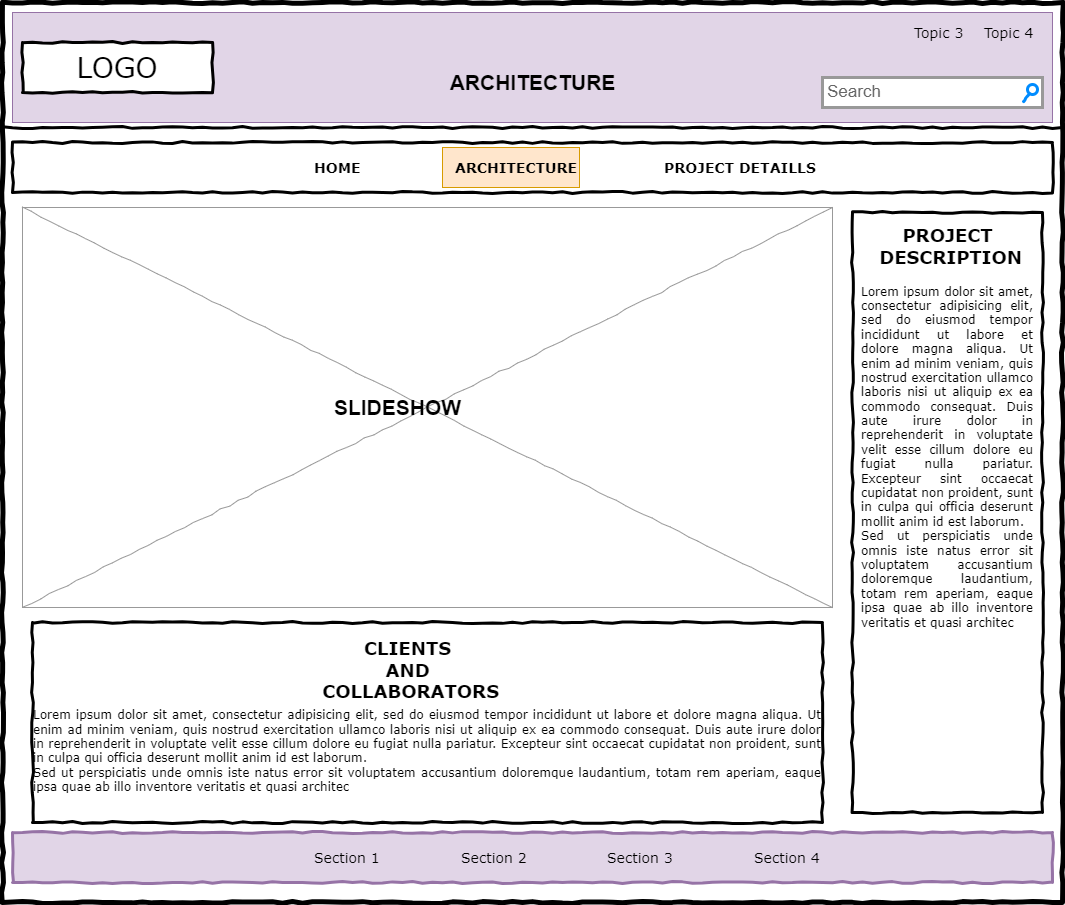 Topic 3 Topic 4
LOGO
ARCHITECTURE
Search
HOME ARCHITECTURE PROJECT DETAILLS
PROJECT
DESCRIPTION
Lorem ipsum dolor sit amet,
consectetur adipisicing elit,
sed do eiusmod tempor
incididunt ut labore et
dolore magna aliqua. Ut
enim ad minim veniam, quis
nostrud exercitation ullamco
laboris nisi ut aliquip ex ea
commodo consequat. Duis
aute irure dolor in
reprehenderit in voluptate
velit esse cillum dolore eu
fugiat nulla pariatur.
Excepteur sint occaecat
cupidatat non proident, sunt
in culpa qui officia deserunt
mollit anim id est laborum.
Sed ut perspiciatis unde
omnis iste natus error sit
voluptatem accusantium
doloremque laudantium,
totam rem aperiam, eaque
ipsa quae ab illo inventore
veritatis et quasi architec
SLIDESHOW
CLIENTS
AND
COLLABORATORS
Lorem ipsum dolor sit amet, consectetur adipisicing elit, sed do eiusmod tempor incididunt ut labore et dolore magna aliqua. Ut
enim ad minim veniam, quis nostrud exercitation ullamco laboris nisi ut aliquip ex ea commodo consequat. Duis aute irure dolor
in reprehenderit in voluptate velit esse cillum dolore eu fugiat nulla pariatur. Excepteur sint occaecat cupidatat non proident, sunt
in culpa qui officia deserunt mollit anim id est laborum.
Sed ut perspiciatis unde omnis iste natus error sit voluptatem accusantium doloremque laudantium, totam rem aperiam, eaque
ipsa quae ab illo inventore veritatis et quasi architec
Section 1 Section 2 Section 3 Section 4